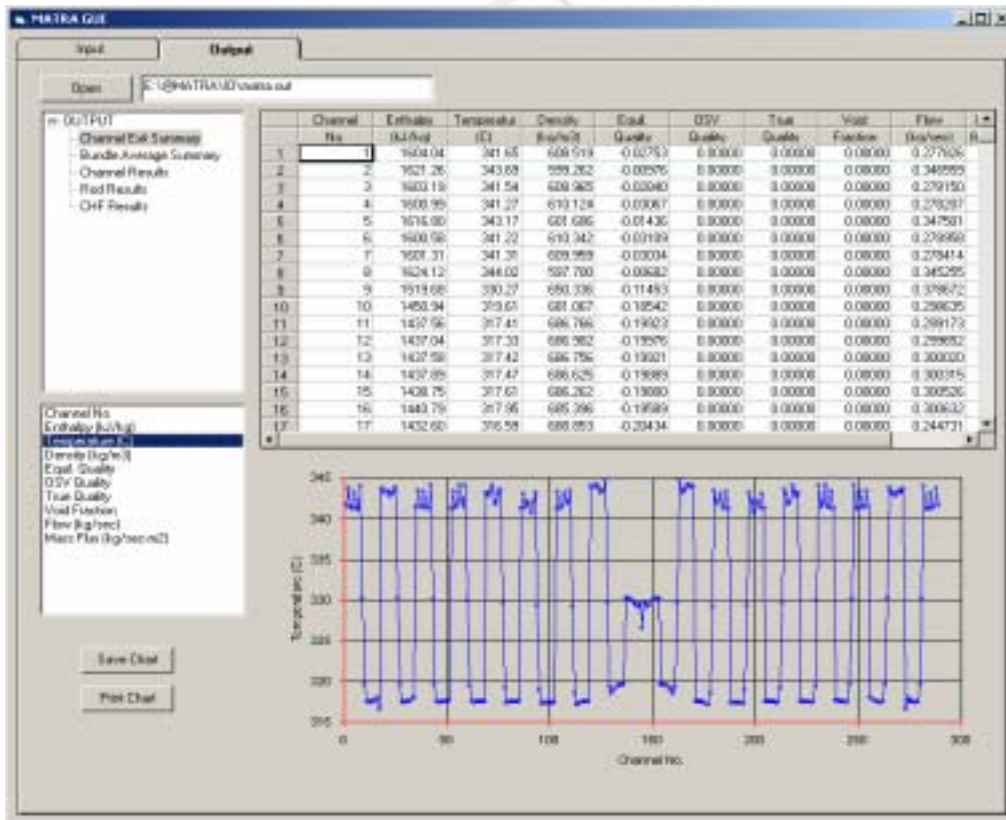 MATRA GUI
Input Output
Open E:\@MATRA\IO\matra.out
OUTPUT
Channel Exit Summary
Bundle Average Summary
Channel Results
Rod Results
CHF Results
Channel Enthalpy Temperatur Density Equil. OSV True Void Flow
No. (kJ/kg) (C) (kg/m3) Quality Quality Quality Fraction (kg/sec)
1 1 1604.04 341.65 608.519 -0.02753 0.00000 0.00000 0.00000 0.277826
2 2 1621.26 343.69 599.262 -0.00976 0.00000 0.00000 0.00000
3 3 1603.19 341.54 608.965 -0.02840 0.00000 0.00000 0.00000 0.278150
4 4 1600.99 341.27 610.124 -0.03067 0.00000 0.00000 0.00000 0.278287
5 5 1616.80 343.17 601.686 -0.01436 0.00000 0.00000 0.00000 0.347501
6 6 1600.58 341.22 610.342 -0.03109 0.00000 0.00000 0.00000
7 7 1601.31 341.31 609.959 -0.03034 0.00000 0.00000 0.00000 0.278414
8 8 1624.12 344.02 597.700 -0.00682 0.00000 0.00000 0.00000 0.345255
9 9 1519.68 330.27 650.336 -0.11453 0.00000 0.00000 0.00000
10 10 1450.94 319.61 681.067 -0.18542 0.00000 0.00000 0.00000 0.298635
11 11 1437.56 317.41 686.766 -0.19923 0.00000 0.00000 0.00000 0.299173
12 12 1437.04 317.33 686.982 -0.19976 0.00000 0.00000 0.00000 0.299692
13 13 1437.58 317.42 686.756 -0.19921 0.00000 0.00000 0.00000 0.300020
14 14 1437.89 317.47 686.625 -0.19889 0.00000 0.00000 0.00000 0.300315
15 15 1438.75 317.61 686.262 -0.19800 0.00000 0.00000 0.00000 0.300526
16 16 1440.79 317.95 685.396 -0.19589 0.00000 0.00000 0.00000 0.300632
17 17 1432.60 316.59 688.853 -0.20434 0.00000 0.00000 0.00000 0.244731
Channel No.
Enthalpy (kJ/kg)
Temperature (C)
Density (kg/m3)
Equil. Quality
OSV Quality
True Quality
Void Fraction
Flow (kg/sec)
Mass Flux (kg/sec-m2)
Save Chart
Print Chart
Temperature (C)
345
340
335
330
325
320
315
0 50 100 150 200 250 300
Channel No.